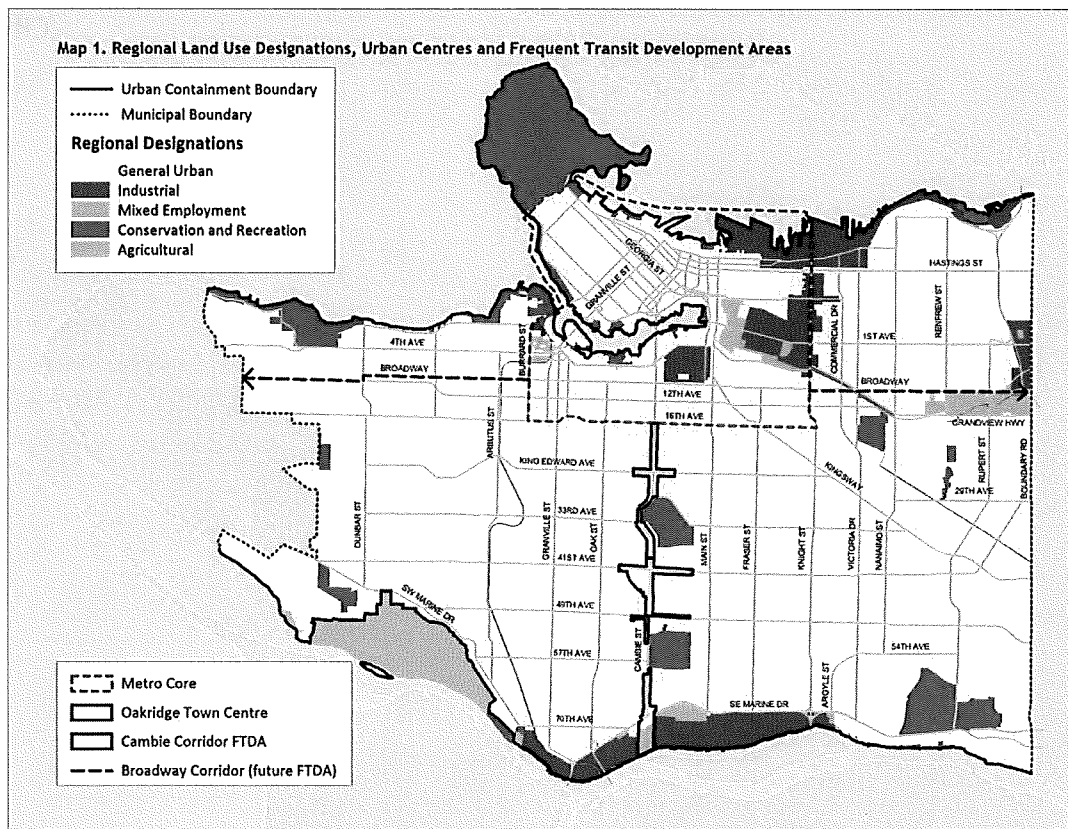 Map 1. Regional Land Use Designations, Urban Centres and Frequent Transit Development Areas
Urban Containment Boundary
Municipal Boundary
Regional Designations
General Urban
Industrial
Mixed Employment
Conservation and Recreation
Agricultural
GEORGIA ST
GRANVILLE ST
HASTINGS ST
COMMERCIAL DR
RENFREW ST
4TH AVE
BURRARD ST
1ST AVE
BROADWAY
BROADWAY
12TH AVE
16TH AVE
GRANDVIEW HWY
ARBUTUS ST
KING EDWARD AVE
KINGSWAY
RUPERT ST
BOUNDARY RD
29TH AVE
DUNBAR ST
33RD AVE
GRANVILLE ST
OAK ST
41ST AVE
MAIN ST
FRASER ST
KNIGHT ST
VICTORIA DR
NANAIMO ST
SW MARINE DR
49TH AVE
57TH AVE
CAMBIE ST
54TH AVE
ARGYLE ST
70TH AVE
SE MARINE DR
Metro Core
Oakridge Town Centre
Cambie Corridor FTDA
Broadway Corridor (future FTDA)